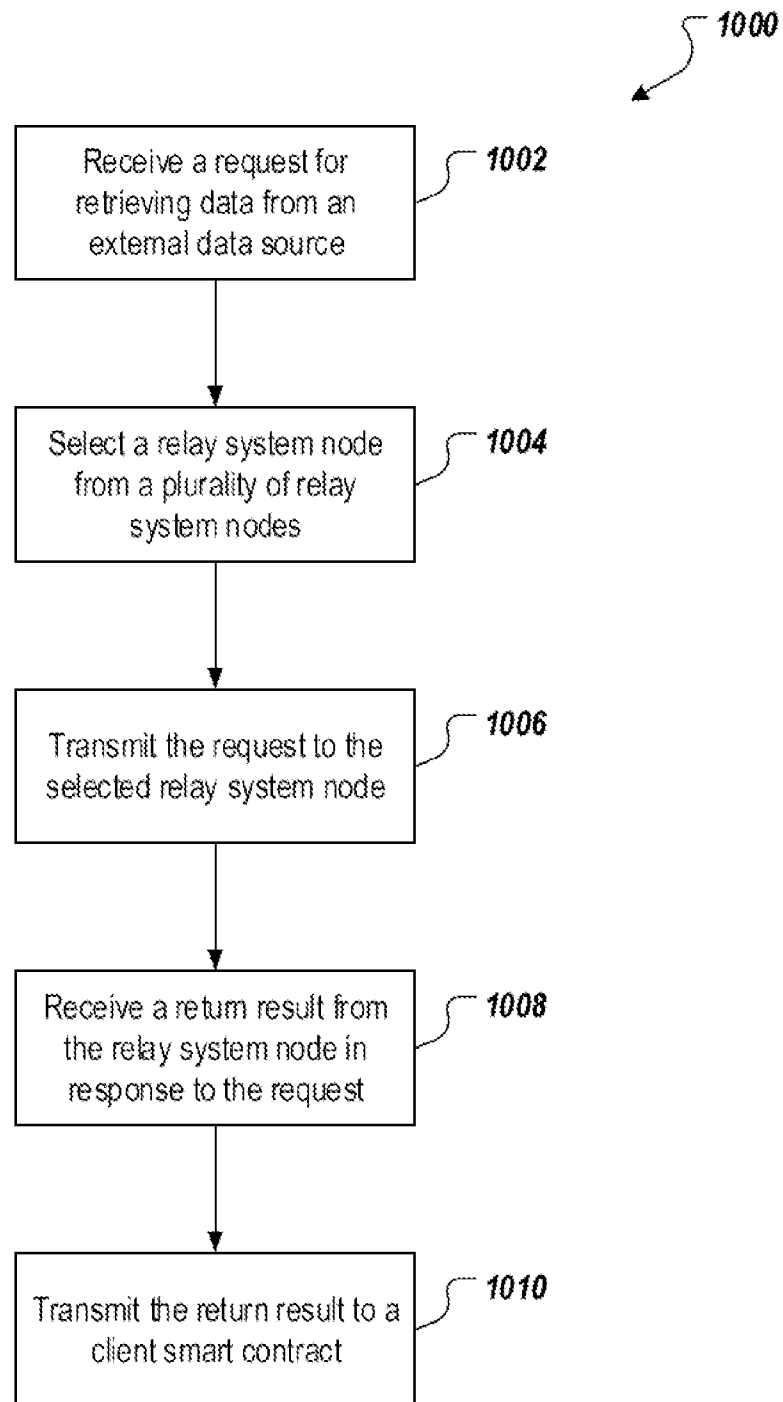 1000
Receive a request for
retrieving data from an
external data source
1002
Select a relay system node
from a plurality of relay
system nodes
1004
Transmit the request to the
selected relay system node
1006
Receive a return result from
the relay system node in
response to the request
1008
Transmit the return result to a
client smart contract
1010